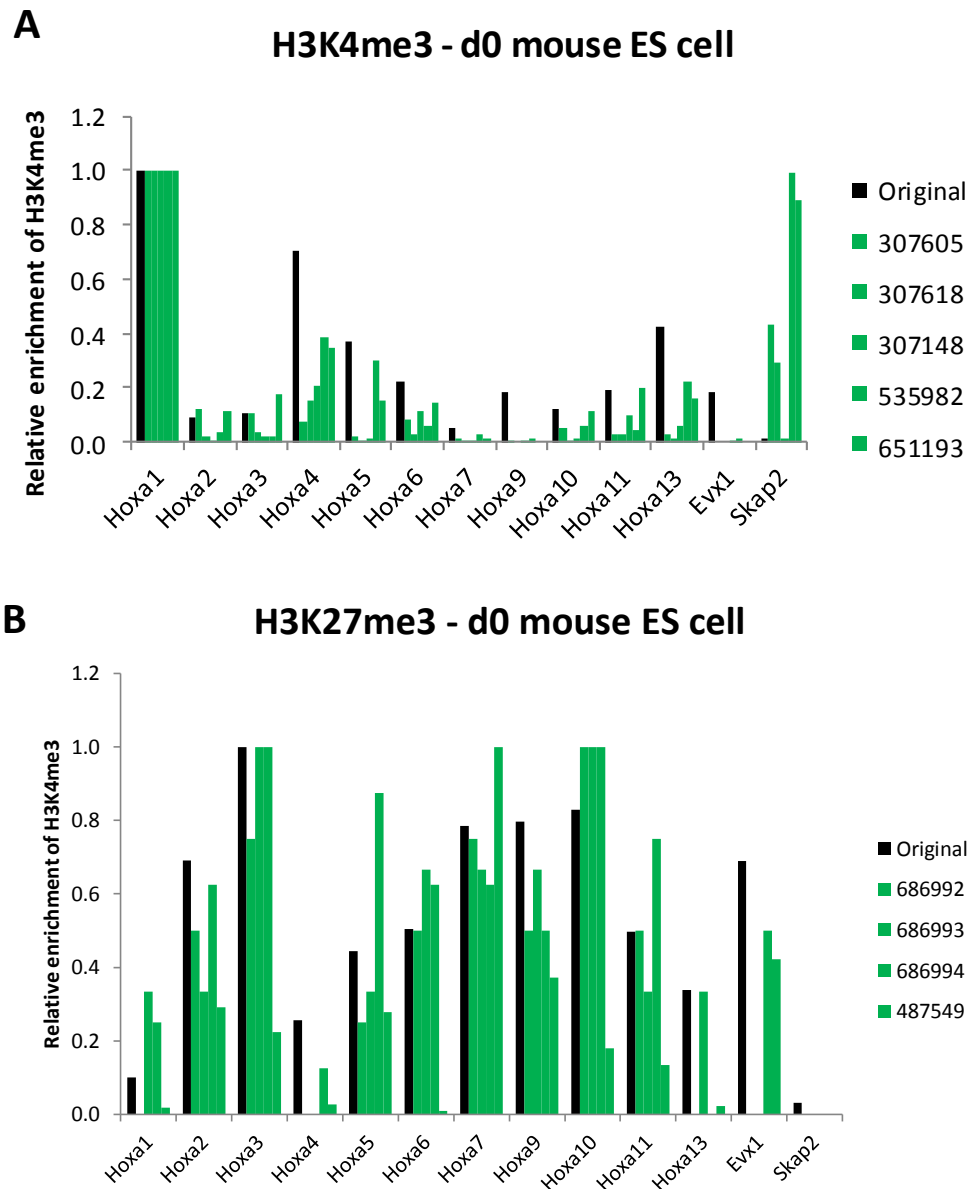 A
H3K4me3 - d0 mouse ES cell
Relative enrichment of H3K4me3
1.2
1.0
0.8
0.6
0.4
0.2
0.0
Hoxa1
Hoxa2
Hoxa3
Hoxa4
Hoxa5
Hoxa6
Hoxa7
Hoxa9
Hoxa10
Hoxa11
Hoxa13
Evx1
Skap2
Original
307605
307618
307148
535982
651193
B
H3K27me3 - d0 mouse ES cell
Relative enrichment of H3K4me3
1.2
1.0
0.8
0.6
0.4
0.2
0.0
Hoxa1
Hoxa2
Hoxa3
Hoxa4
Hoxa5
Hoxa6
Hoxa7
Hoxa9
Hoxa10
Hoxa11
Hoxa13
Evx1
Skap2
Original
686992
686993
686994
487549